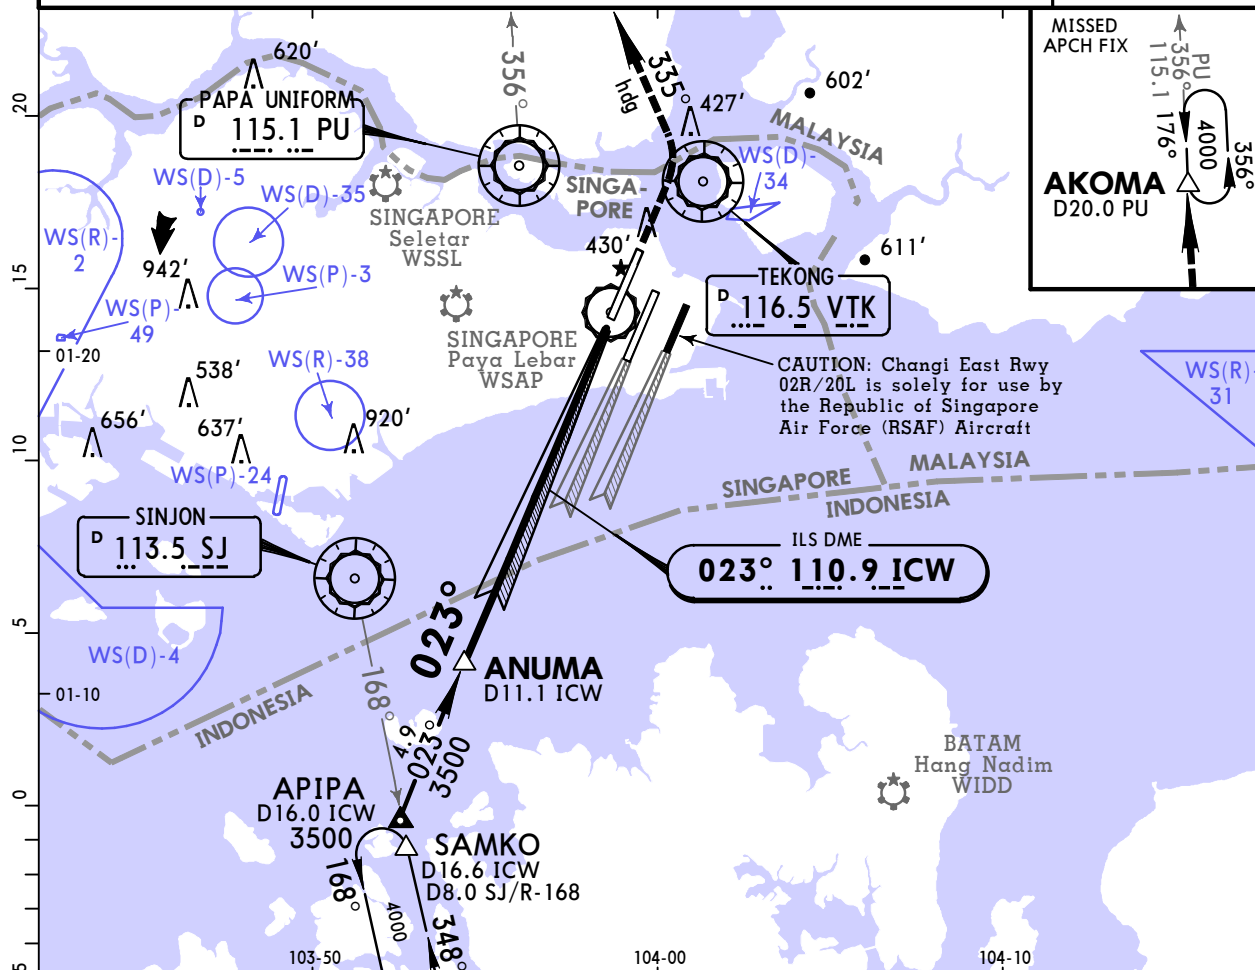 MISSED
APCH FIX
PU
356°
115.1
176°
4000
356°
AKOMA
D20.0 PU
620'
PAPA UNIFORM
D 115.1 PU
356°
335°
hdg
427'
602'
MALAYSIA
20
WS(D)-5
WS(D)-35
SINGAPORE
Seletar
WSSL
SINGA-
PORE
WS(D)-
34
WS(R)-
2
942'
WS(P)-3
430'
611'
15
TEKONG
D 116.5 VTK
WS(P)-
49
SINGAPORE
Paya Lebar
WSAP
01-20
WS(R)-38
538'
CAUTION: Changi East Rwy
02R/20L is solely for use by
the Republic of Singapore
Air Force (RSAF) Aircraft
WS(R)-
31
656'
637'
920'
10
WS(P)-24
SINGAPORE
MALAYSIA
INDONESIA
SINJON
D 113.5 SJ
ILS DME
023° 110.9 ICW
023°
5
WS(D)-4
ANUMA
D11.1 ICW
01-10
168°
INDONESIA
4.9
023°
3500
BATAM
Hang Nadim
WIDD
0
APIPA
D16.0 ICW
3500
SAMKO
D16.6 ICW
D8.0 SJ/R-168
168°
4000
348°
5
103-50
104-00
104-10